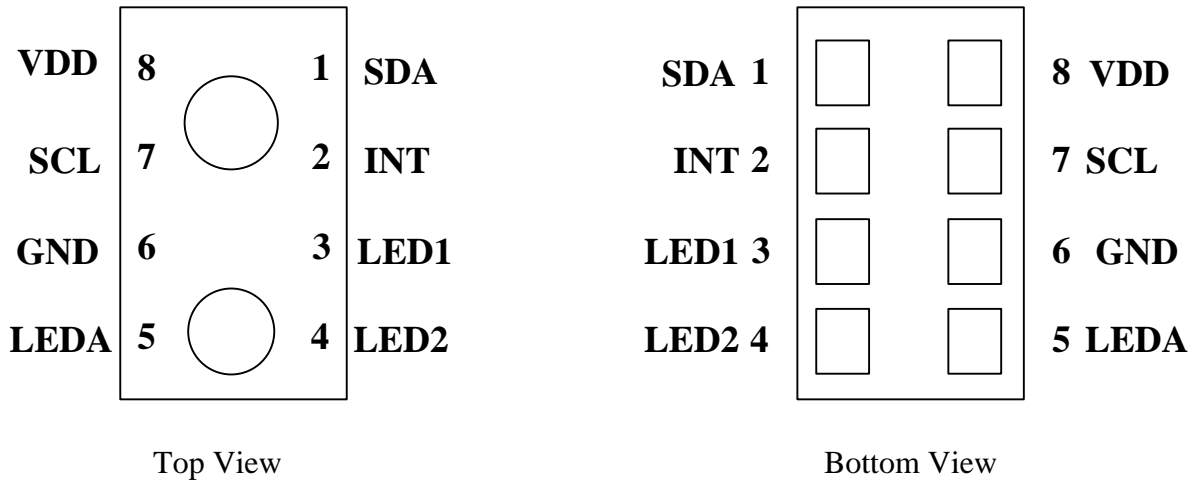 VDD 8 1 SDA
SCL 7 2 INT
GND 6 3 LED1
LEDA 5 4 LED2
Top View
SDA 1 8 VDD
INT 2 7 SCL
LED1 3 6 GND
LED2 4 5 LEDA
Bottom View